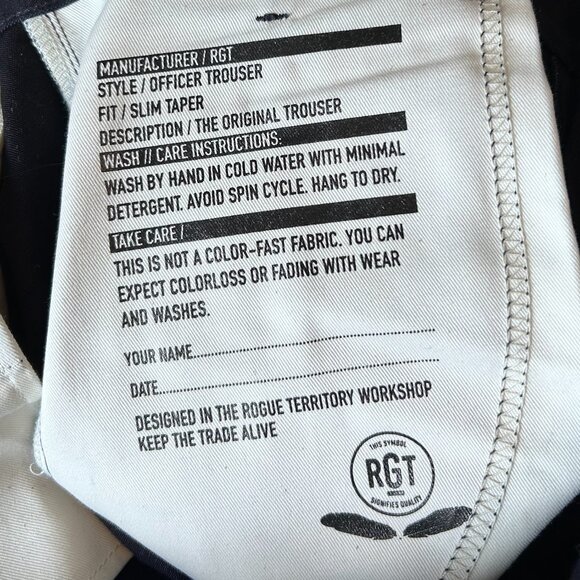 MANUFACTURER / RGT
STYLE / OFFICER TROUSER
FIT / SLIM TAPER
DESCRIPTION / THE ORIGINAL TROUSER
WASH // CARE INSTRUCTIONS:
WASH BY HAND IN COLD WATER WITH MINIMAL
DETERGENT. AVOID SPIN CYCLE. HANG TO DRY.
TAKE CARE /
THIS IS NOT A COLOR-FAST FABRIC. YOU CAN
EXPECT COLORLOSS OR FADING WITH WEAR
AND WASHES.
YOUR NAME........................................
DATE..................................................
DESIGNED IN THE ROGUE TERRITORY WORKSHOP
KEEP THE TRADE ALIVE
THIS SYMBOL
RGT
SIGNIFIES QUALITY